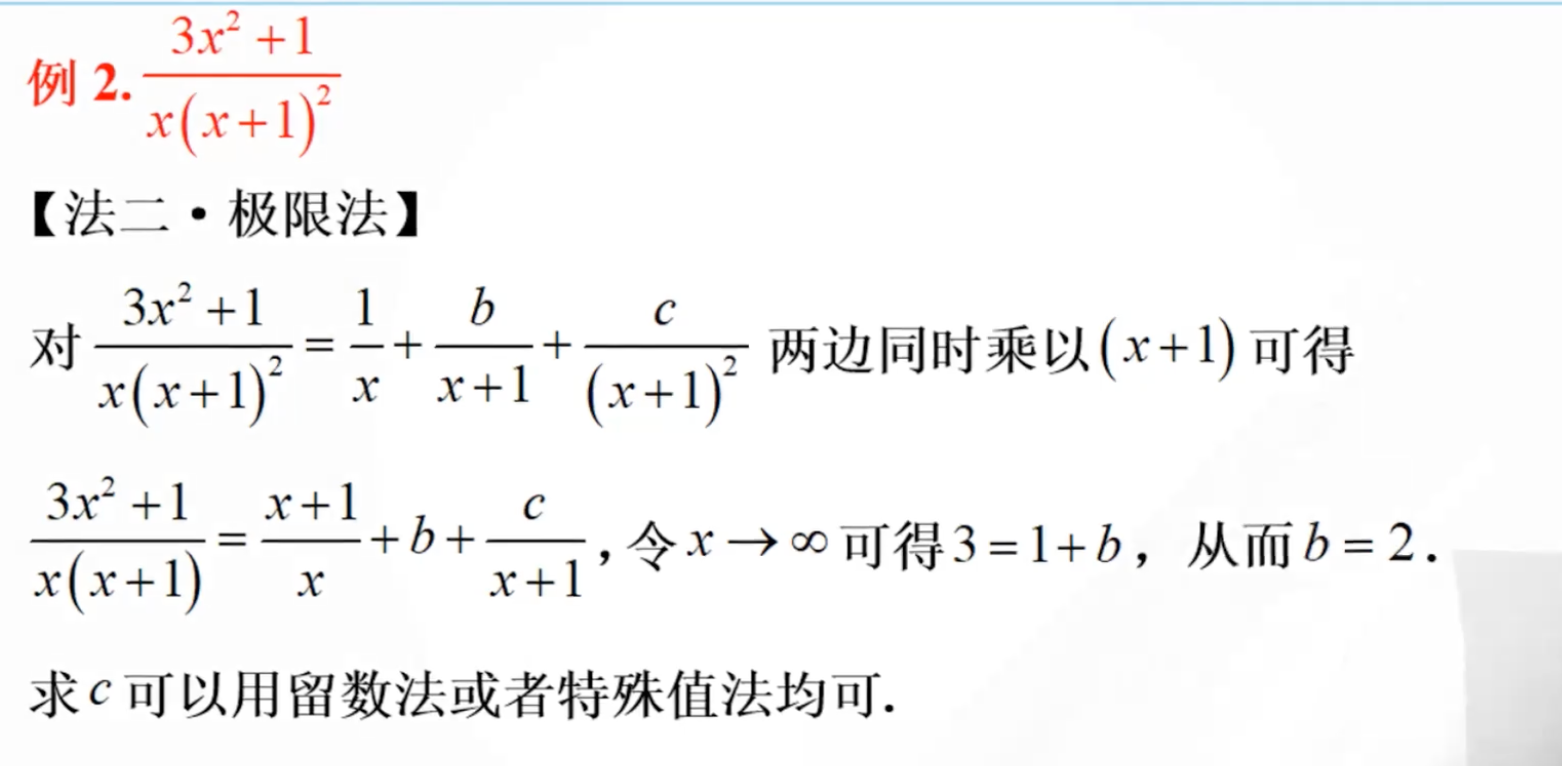 例 2. \frac{3x^2+1}{x(x+1)^2}
【法二·极限法】
对 \frac{3x^2+1}{x(x+1)^2} = \frac{1}{x} + \frac{b}{x+1} + \frac{c}{(x+1)^2} 两边同时乘以(x+1)可得
\frac{3x^2+1}{x(x+1)} = \frac{x+1}{x} + b + \frac{c}{x+1}，令 x→∞ 可得 3=1+b，从而 b=2.
求 c 可以用留数法或者特殊值法均可.